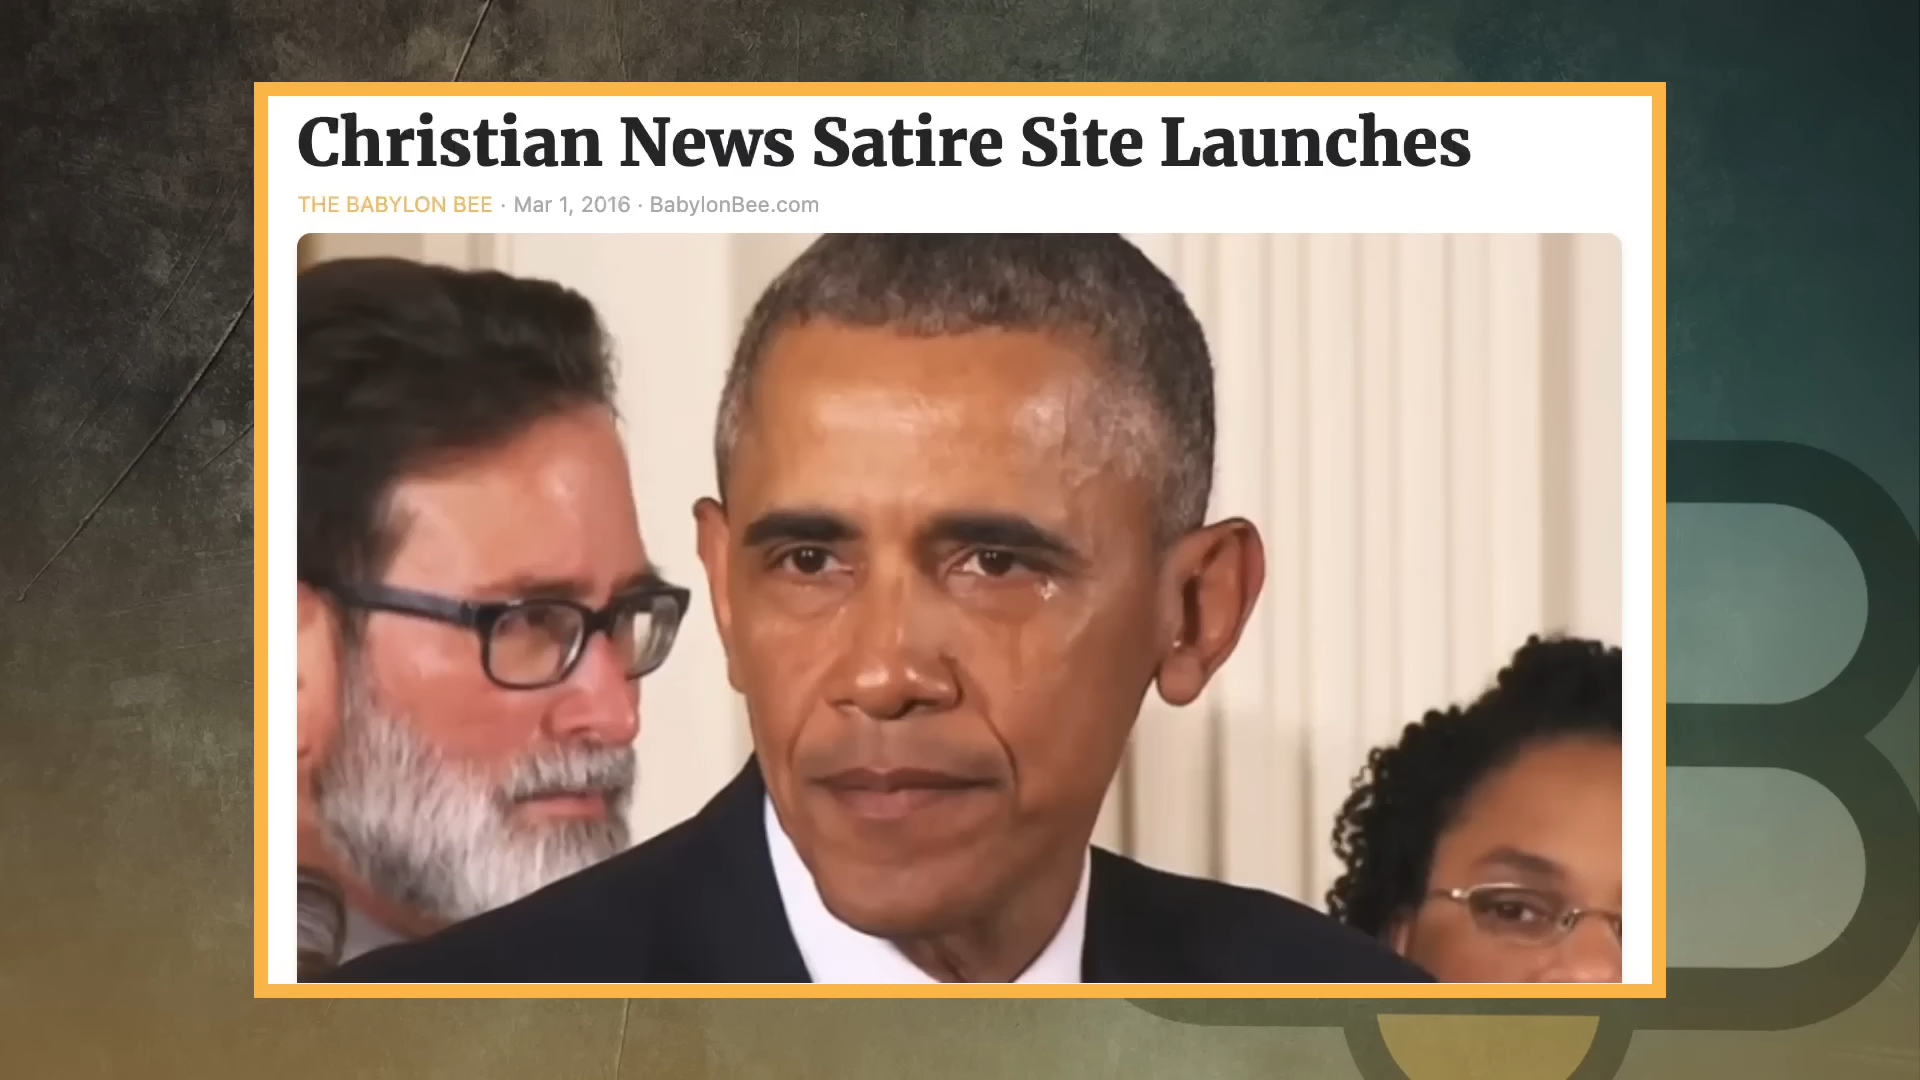 Christian News Satire Site Launches
THE BABYLON BEE · Mar 1, 2016 · BabylonBee.com